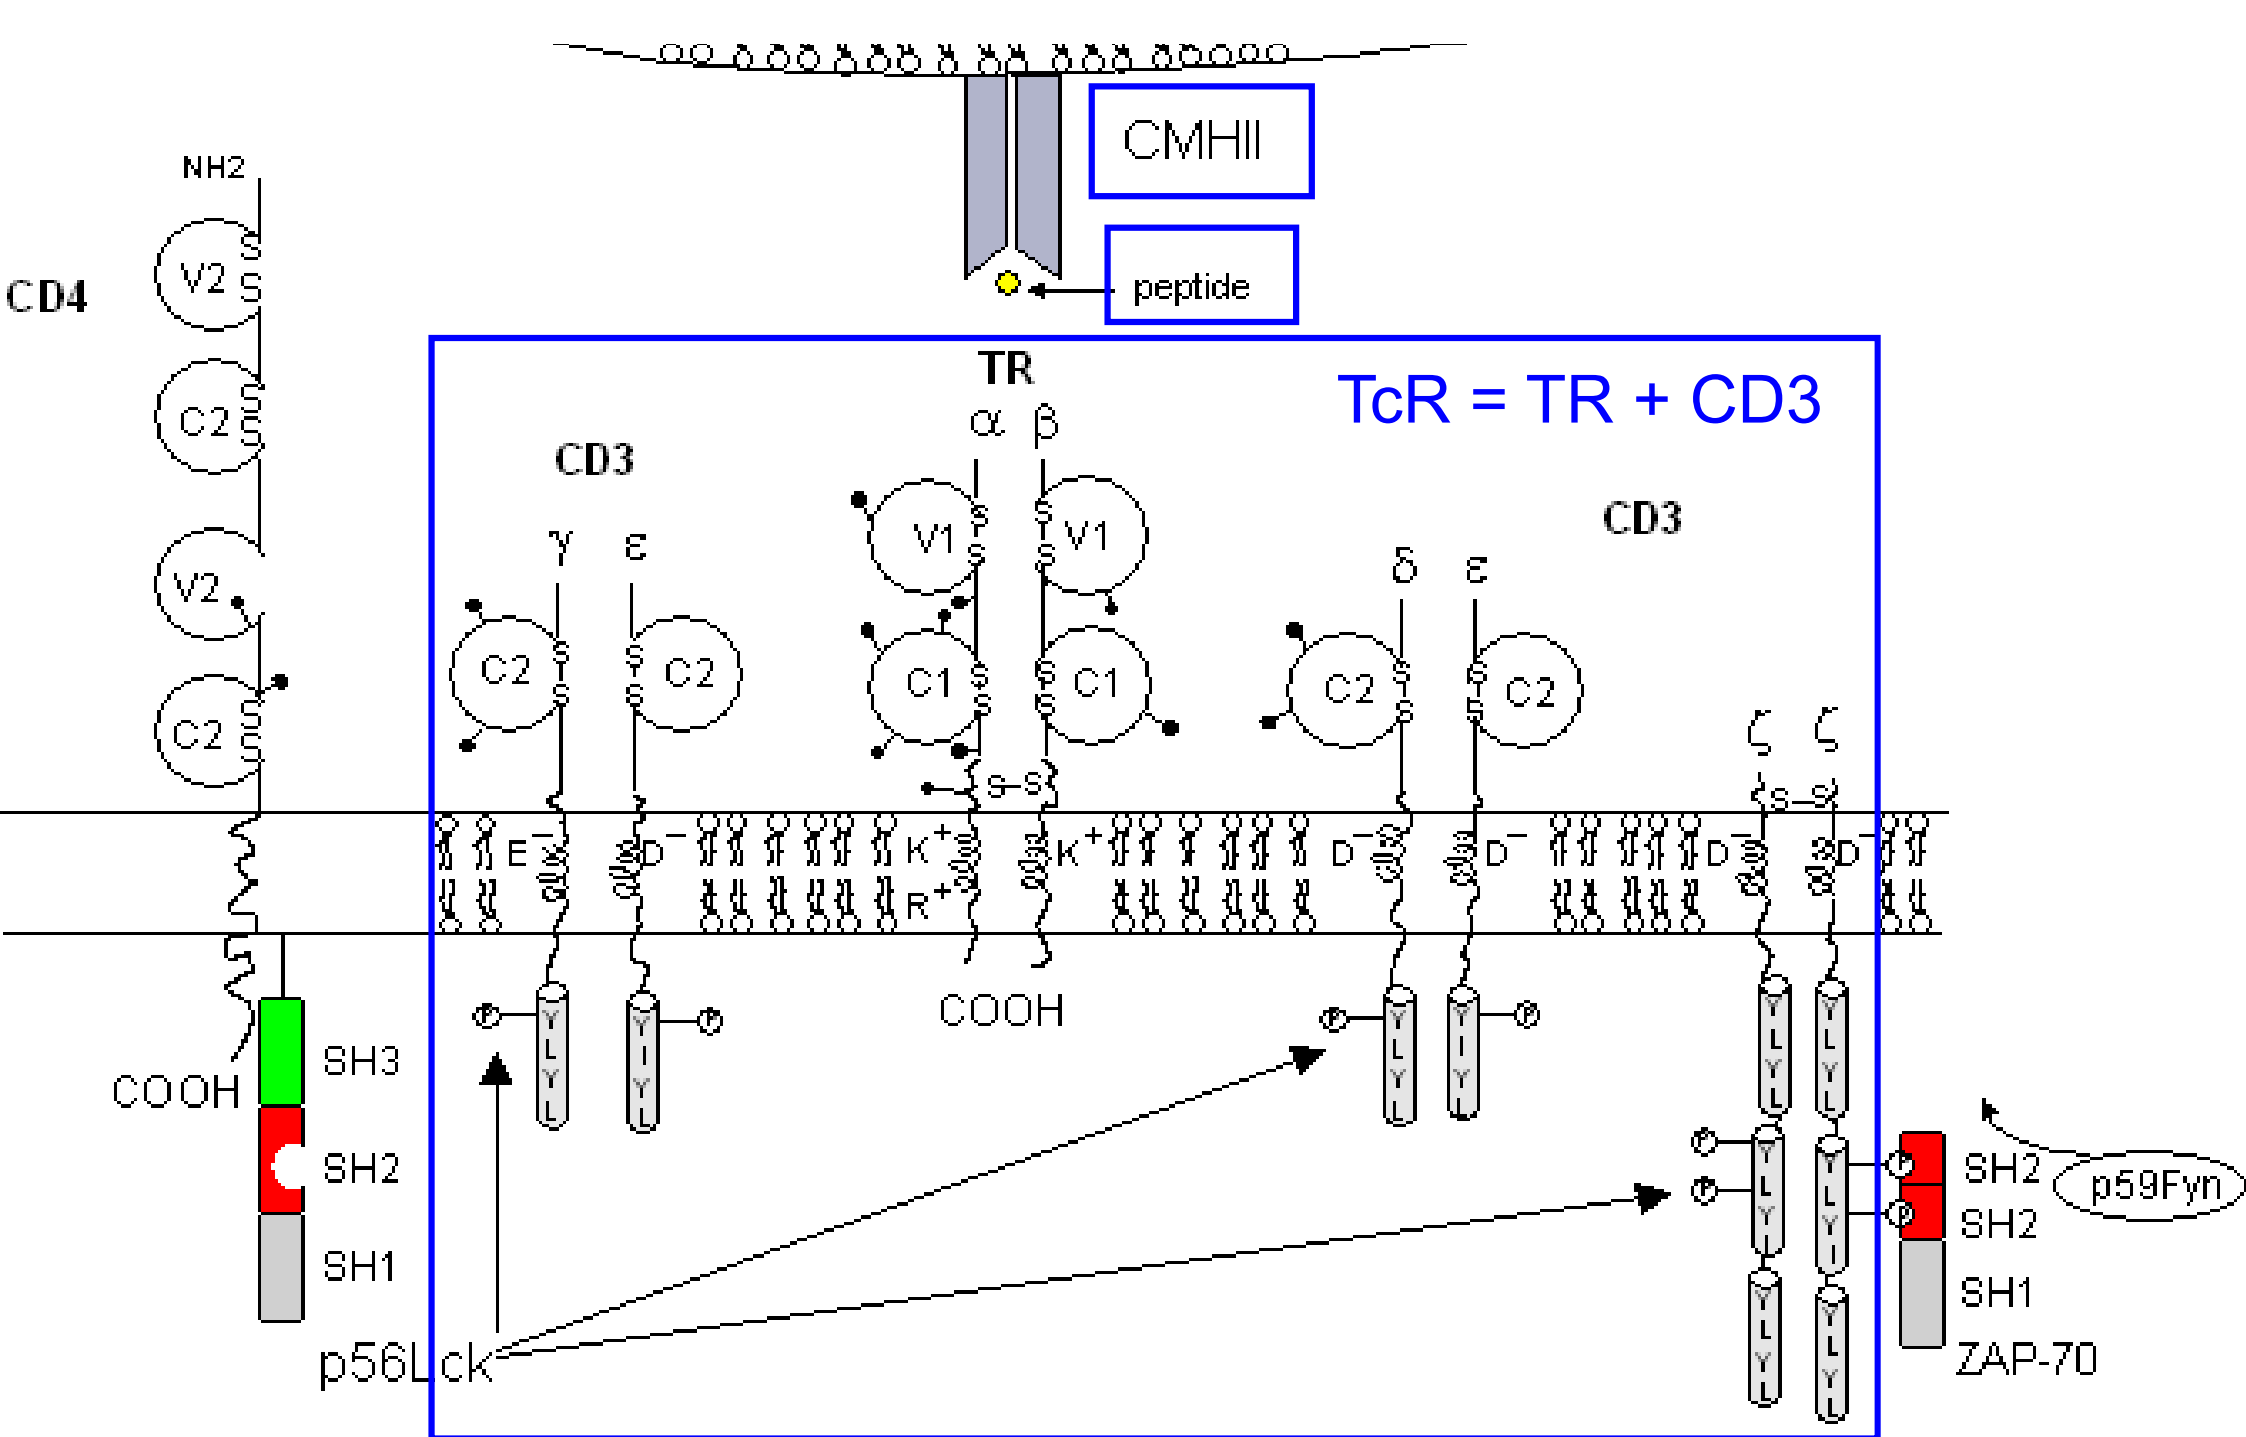 CMHII
NH2
V2
CD4
peptide
TR
TcR = TR + CD3
α β
C2
CD3
CD3
γ ε
V1 V1
δ ε
V2
C2 C2
C1 C1
C2 C2
ζ ζ
C2
S S
S S
S S
S S
S S
S S
S S
S S
S S
S S
S S
S-S
S-S
E⁻ D⁻ K⁺ K⁺ D⁻ D⁻ D⁻ D⁻
R⁺
COOH
P P P P
Y Y Y Y Y Y
L I L I L L
Y Y Y Y Y Y
L L L L L L
SH3
COOH
SH2
SH1
P P
P P
Y Y
L L
Y Y
I I
SH2
SH2
p59Fyn
SH1
Y Y
L L
Y Y
L L
p56Lck
ZAP-70